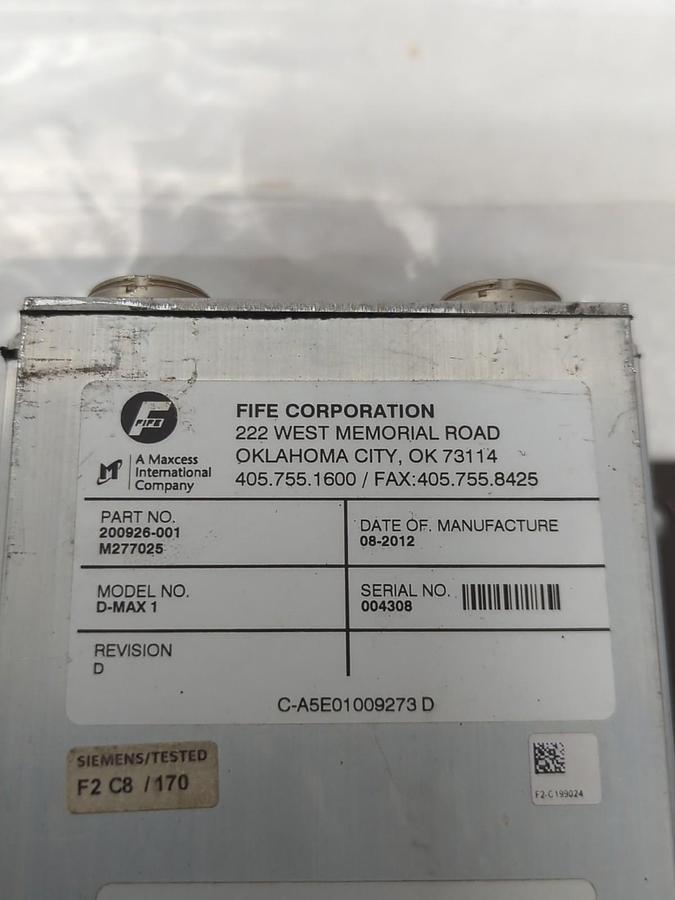 FIFE
FIFE CORPORATION
222 WEST MEMORIAL ROAD
OKLAHOMA CITY, OK 73114
405.755.1600 / FAX:405.755.8425
A Maxcess
International
Company
PART NO.
200926-001
M277025
DATE OF. MANUFACTURE
08-2012
MODEL NO.
D-MAX 1
SERIAL NO.
004308
REVISION
D
C-A5E01009273 D
SIEMENS/TESTED
F2 C8 / 170
F2-C199024